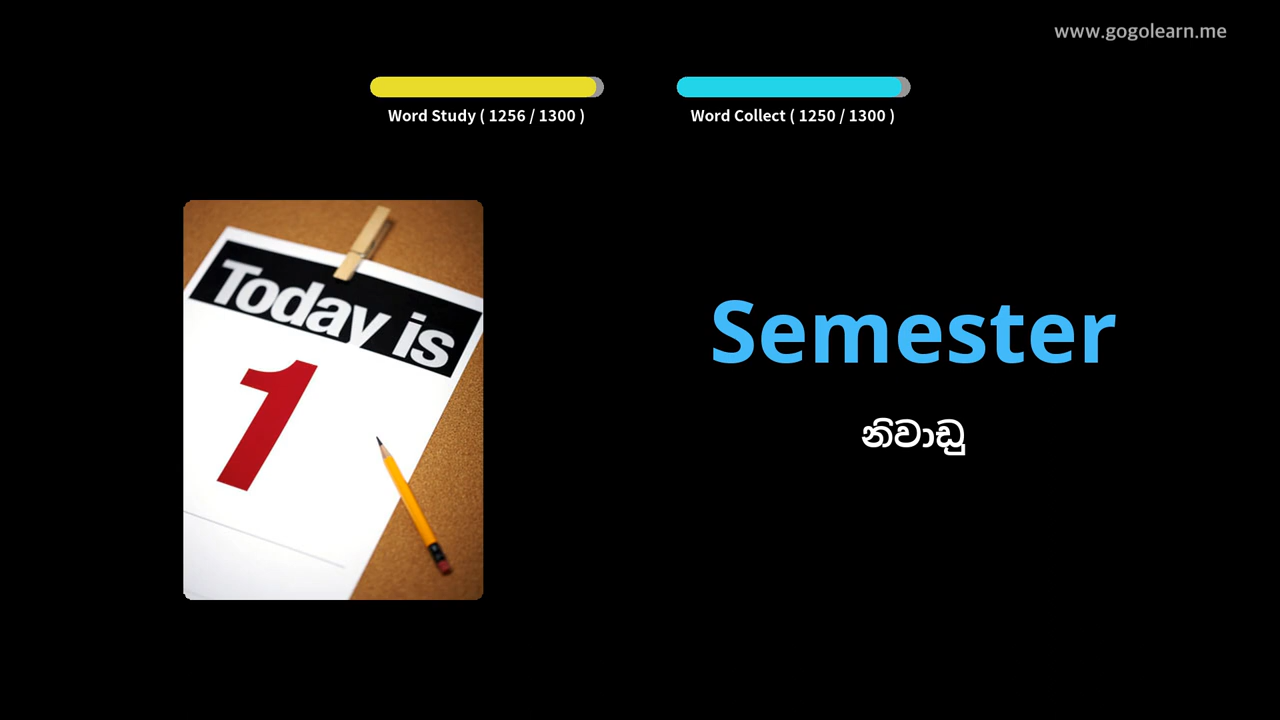 www.gogolearn.me
Word Study ( 1256 / 1300 )
Word Collect ( 1250 / 1300 )
Today is
1
Semester
නිවාඩු